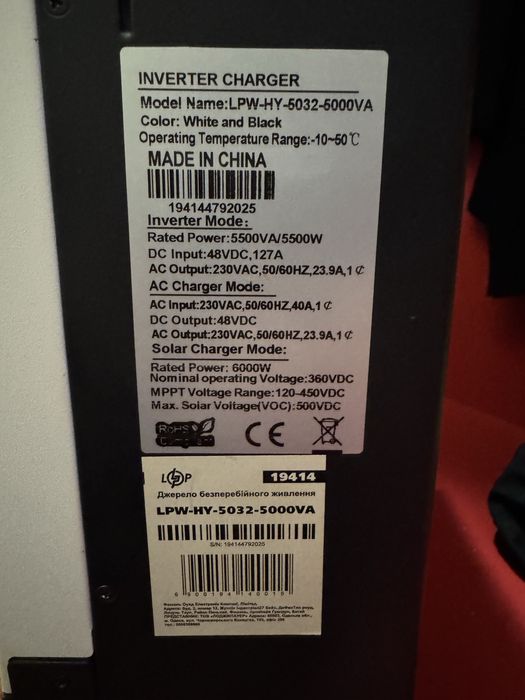 INVERTER CHARGER
Model Name:LPW-HY-5032-5000VA
Color: White and Black
Operating Temperature Range:-10~50℃
MADE IN CHINA
194144792025
Inverter Mode:
Rated Power:5500VA/5500W
DC Input:48VDC,127A
AC Output:230VAC,50/60HZ,23.9A,1¢
AC Charger Mode:
AC Input:230VAC,50/60HZ,40A,1¢
DC Output:48VDC
AC Output:230VAC,50/60HZ,23.9A,1¢
Solar Charger Mode:
Rated Power: 6000W
Nominal operating Voltage:360VDC
MPPT Voltage Range:120-450VDC
Max. Solar Voltage(VOC):500VDC
RoHS
Compliant
CE
LP
19414
Джерело безперебійного живлення
LPW-HY-5032-5000VA
S/N: 194144792025